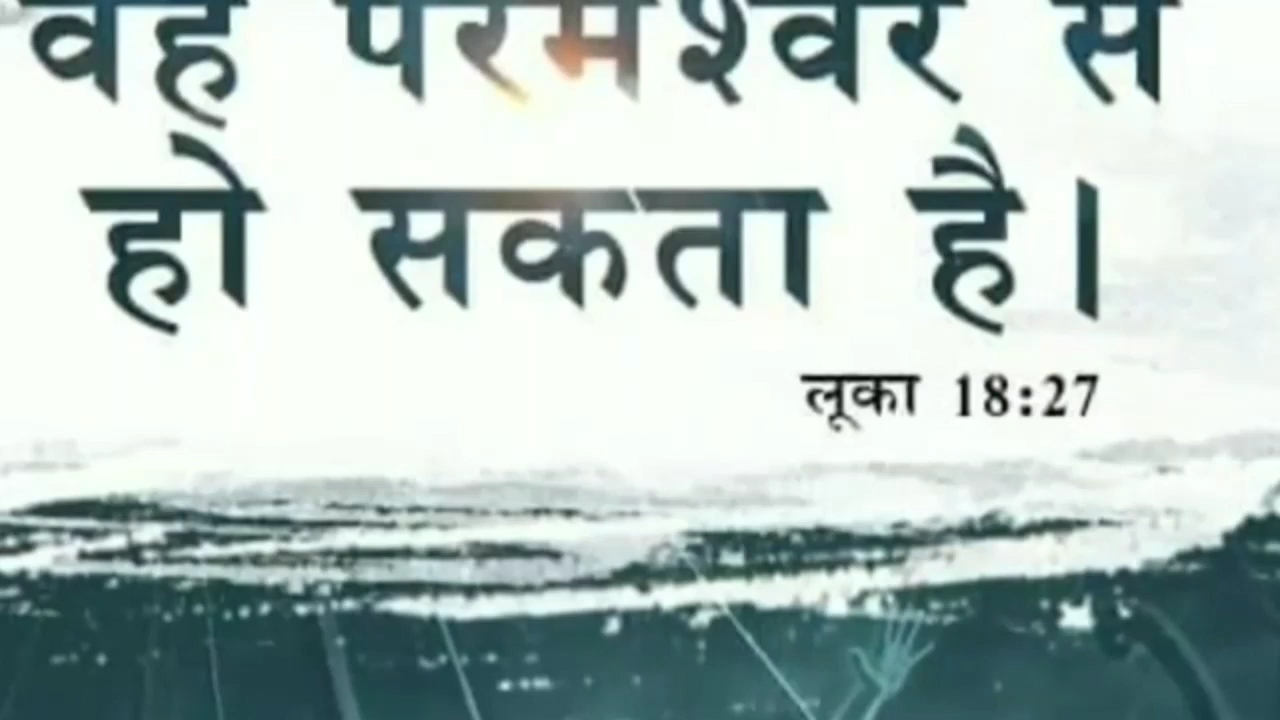 वह परमेश्वर से
हो सकता है।
लूका 18:27